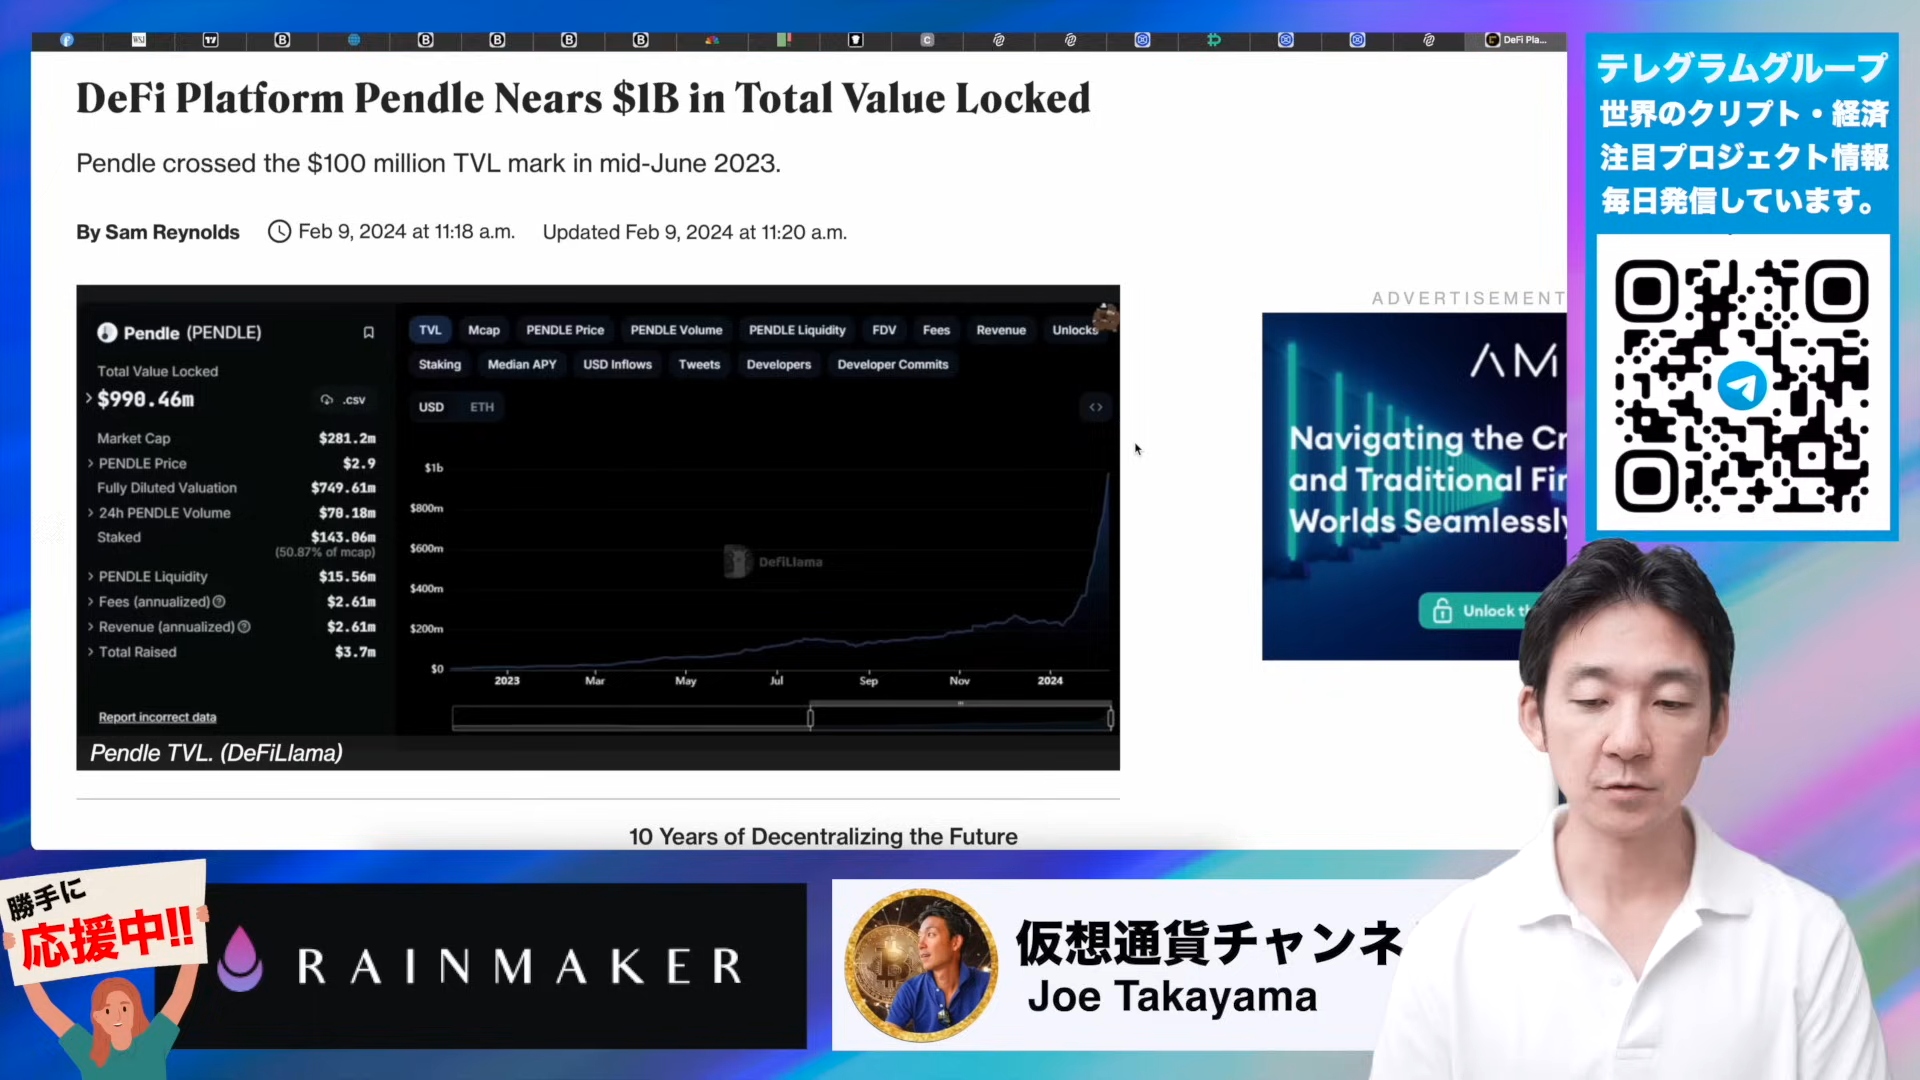 WSJ
DeFi Pla...
DeFi Platform Pendle Nears $1B in Total Value Locked
Pendle crossed the $100 million TVL mark in mid-June 2023.
By Sam Reynolds Feb 9, 2024 at 11:18 a.m. Updated Feb 9, 2024 at 11:20 a.m.
Pendle (PENDLE)
Total Value Locked
$990.46m
.csv
Market Cap $281.2m
PENDLE Price $2.9
Fully Diluted Valuation $749.61m
24h PENDLE Volume $70.18m
Staked $143.06m
(50.87% of mcap)
PENDLE Liquidity $15.56m
Fees (annualized) $2.61m
Revenue (annualized) $2.61m
Total Raised $3.7m
Report incorrect data
TVL Mcap PENDLE Price PENDLE Volume PENDLE Liquidity FDV Fees Revenue Unlocks
Staking Median APY USD Inflows Tweets Developers Developer Commits
USD ETH
$1b
$800m
$600m
$400m
$200m
$0
2023 Mar May Jul Sep Nov 2024
DefiLlama
Pendle TVL. (DeFiLlama)
10 Years of Decentralizing the Future
ADVERTISEMENT
Navigating the Cr
and Traditional Fin
Worlds Seamlessly
Unlock t
テレグラムグループ
世界のクリプト・経済
注目プロジェクト情報
毎日発信しています。
勝手に
応援中!!
RAINMAKER
仮想通貨チャンネ
Joe Takayama